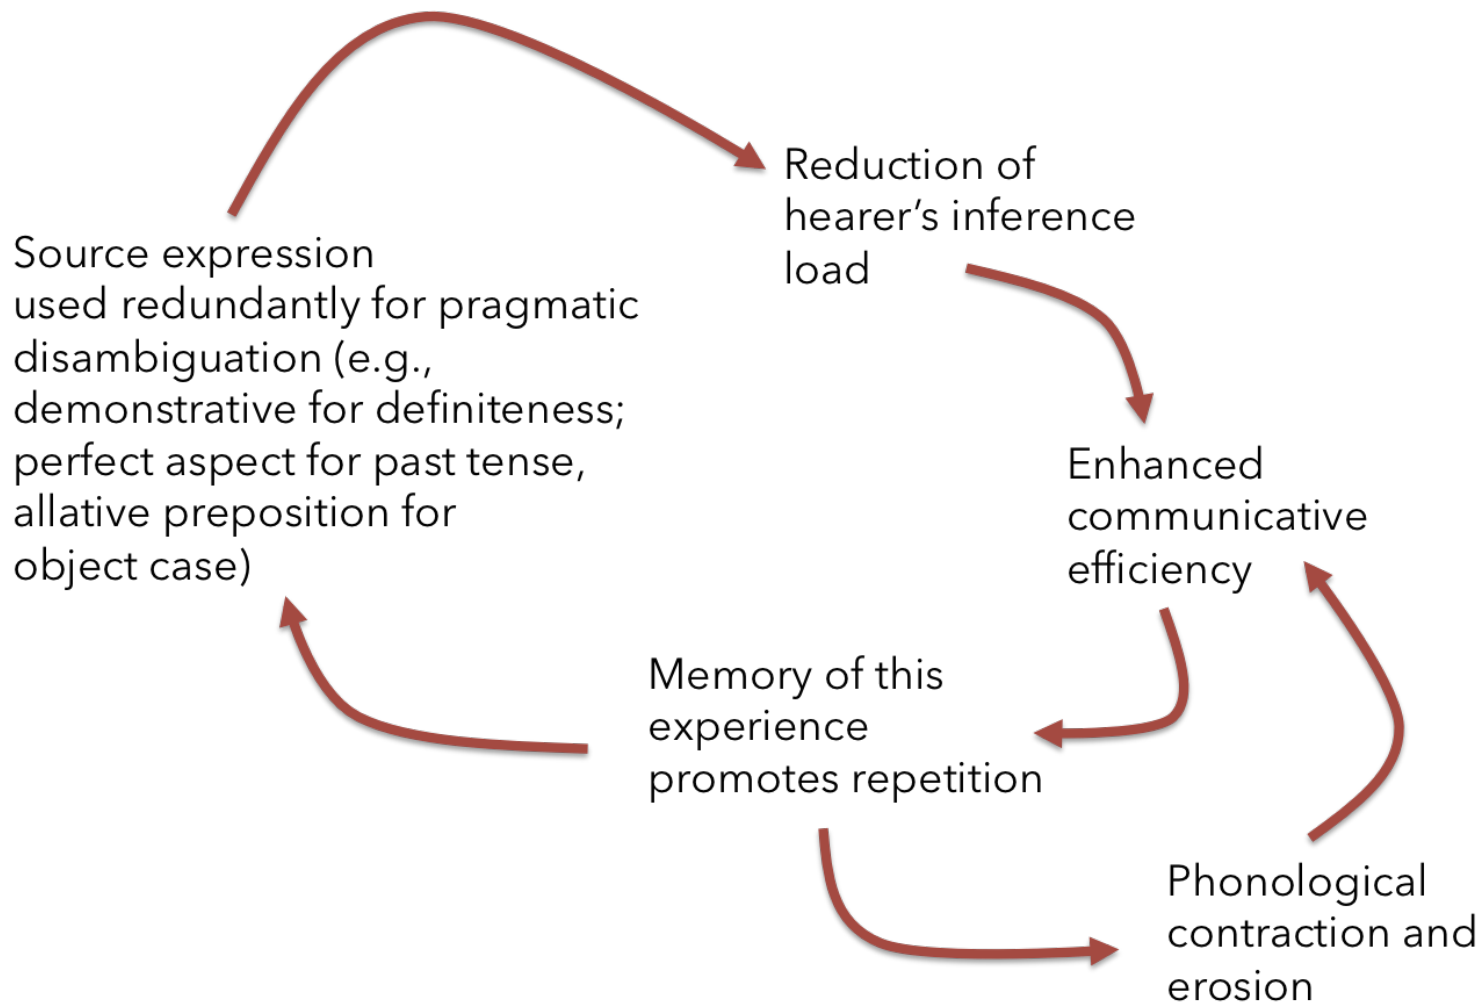 Reduction of
hearer’s inference
load
Source expression
used redundantly for pragmatic
disambiguation (e.g.,
demonstrative for definiteness;
perfect aspect for past tense,
allative preposition for
object case)
Enhanced
communicative
efficiency
Memory of this
experience
promotes repetition
Phonological
contraction and
erosion